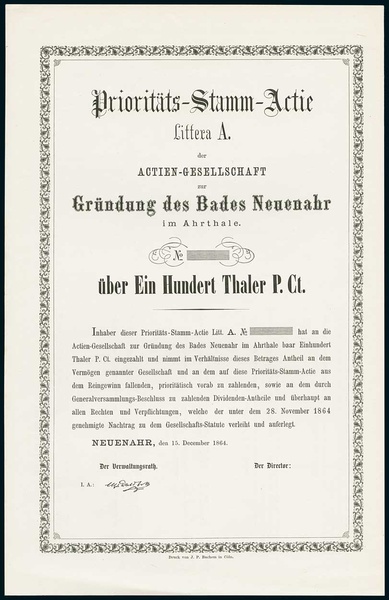 Prioritäts-Stamm-Actie
Littera A.
der
ACTIEN-GESELLSCHAFT
zur
Gründung des Bades Neuenahr
im Ahrthale.
№
über Ein Hundert Thaler P. Ct.
Inhaber dieser Prioritäts-Stamm-Actie Litt. A. № hat an die
Actien-Gesellschaft zur Gründung des Bades Neuenahr im Ahrthale baar Einhundert
Thaler P. Ct. eingezahlt und nimmt im Verhältnisse dieses Betrages Antheil an dem
Vermögen genannter Gesellschaft und an dem auf diese Prioritäts-Stamm-Actie aus
dem Reingewinn fallenden, prioritätisch vorab zu zahlenden, sowie an dem durch
Generalversammlungs-Beschluss zu zahlenden Dividenden-Antheile und überhaupt an
allen Rechten und Verpflichtungen, welche der unter dem 28. November 1864
genehmigte Nachtrag zu dem Gesellschafts-Statute verleiht und auferlegt.
NEUENAHR, den 15. December 1864.
Der Verwaltungsrath.
Der Director:
I. A.:
Druck von J. P. Bachem in Cöln.